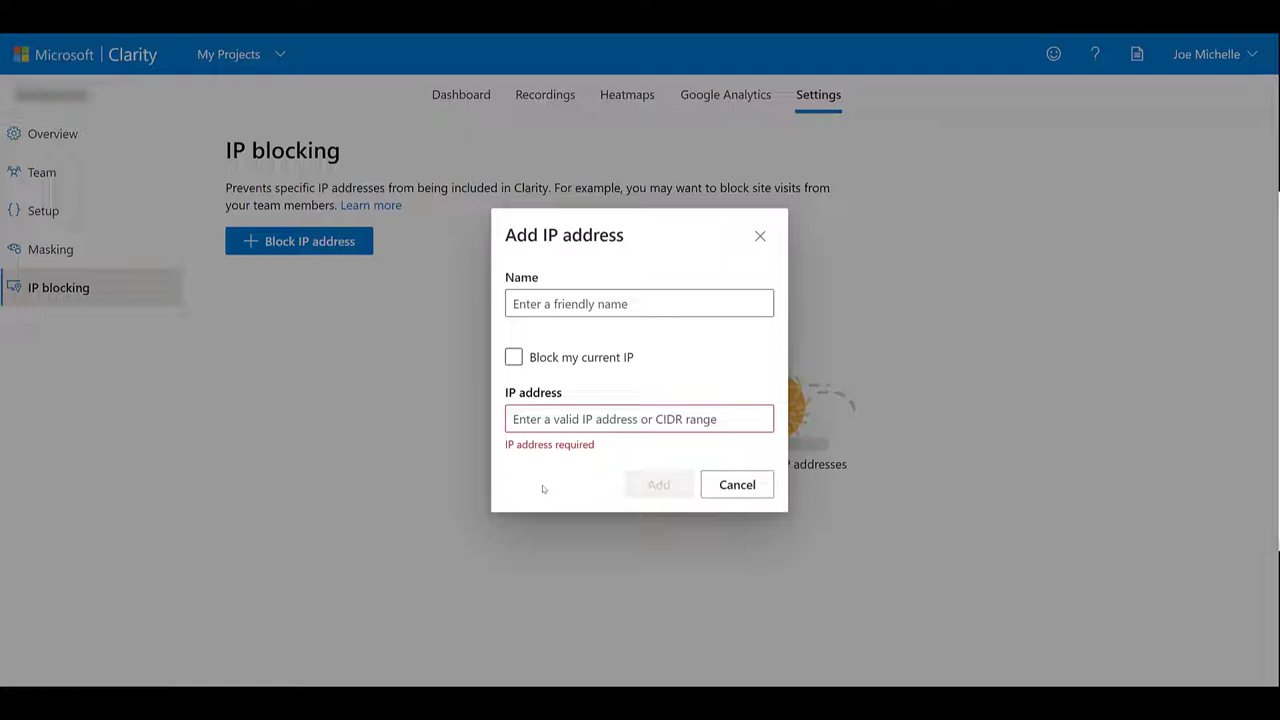 Microsoft | Clarity My Projects Joe Michelle
Dashboard Recordings Heatmaps Google Analytics Settings
Overview
Team
Setup
Masking
IP blocking
IP blocking
Prevents specific IP addresses from being included in Clarity. For example, you may want to block site visits from
your team members. Learn more
Block IP address
Add IP address
Name
Enter a friendly name
Block my current IP
IP address
Enter a valid IP address or CIDR range
IP address required
Add Cancel
addresses